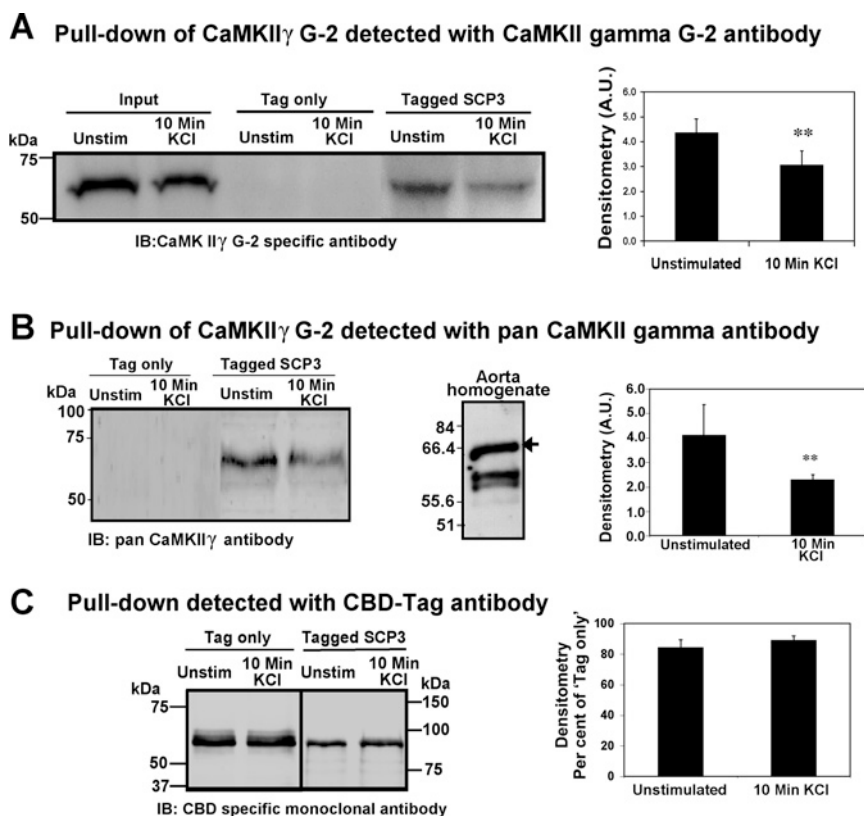 A Pull-down of CaMKIIγ G-2 detected with CaMKII gamma G-2 antibody
Input Tag only Tagged SCP3
kDa Unstim 10 Min KCl Unstim 10 Min KCl Unstim 10 Min KCl
75
50
IB:CaMK IIγ G-2 specific antibody
Densitometry (A.U.)
6.0
5.0
4.0
3.0
2.0
1.0
0.0
**
Unstimulated 10 Min KCl
B Pull-down of CaMKIIγ G-2 detected with pan CaMKII gamma antibody
Tag only Tagged SCP3
kDa Unstim 10 Min KCl Unstim 10 Min KCl
100
75
50
IB: pan CaMKIIγ antibody
Aorta homogenate
84
66.4
55.6
51
Densitometry (A.U.)
6.0
5.0
4.0
3.0
2.0
1.0
0.0
**
Unstimulated 10 Min KCl
C Pull-down detected with CBD-Tag antibody
Tag only Tagged SCP3
kDa Unstim 10 Min KCl Unstim 10 Min KCl kDa
75
50
37
150
100
75
IB: CBD specific monoclonal antibody
Densitometry
Per cent of 'Tag only'
100
80
60
40
20
0
Unstimulated 10 Min KCl